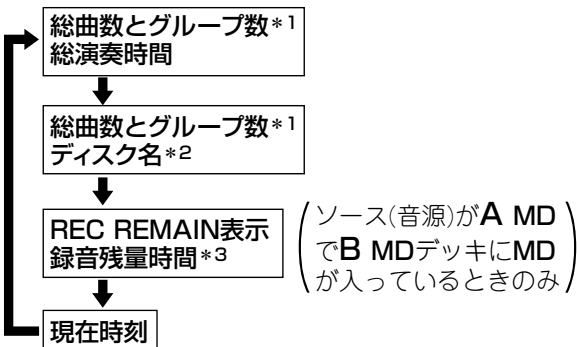 総曲数とグループ数*1
総演奏時間
総曲数とグループ数*1
ディスク名*2
REC REMAIN表示
録音残量時間*3
ソース(音源)がA MD
でB MDデッキにMD
が入っているときのみ
現在時刻